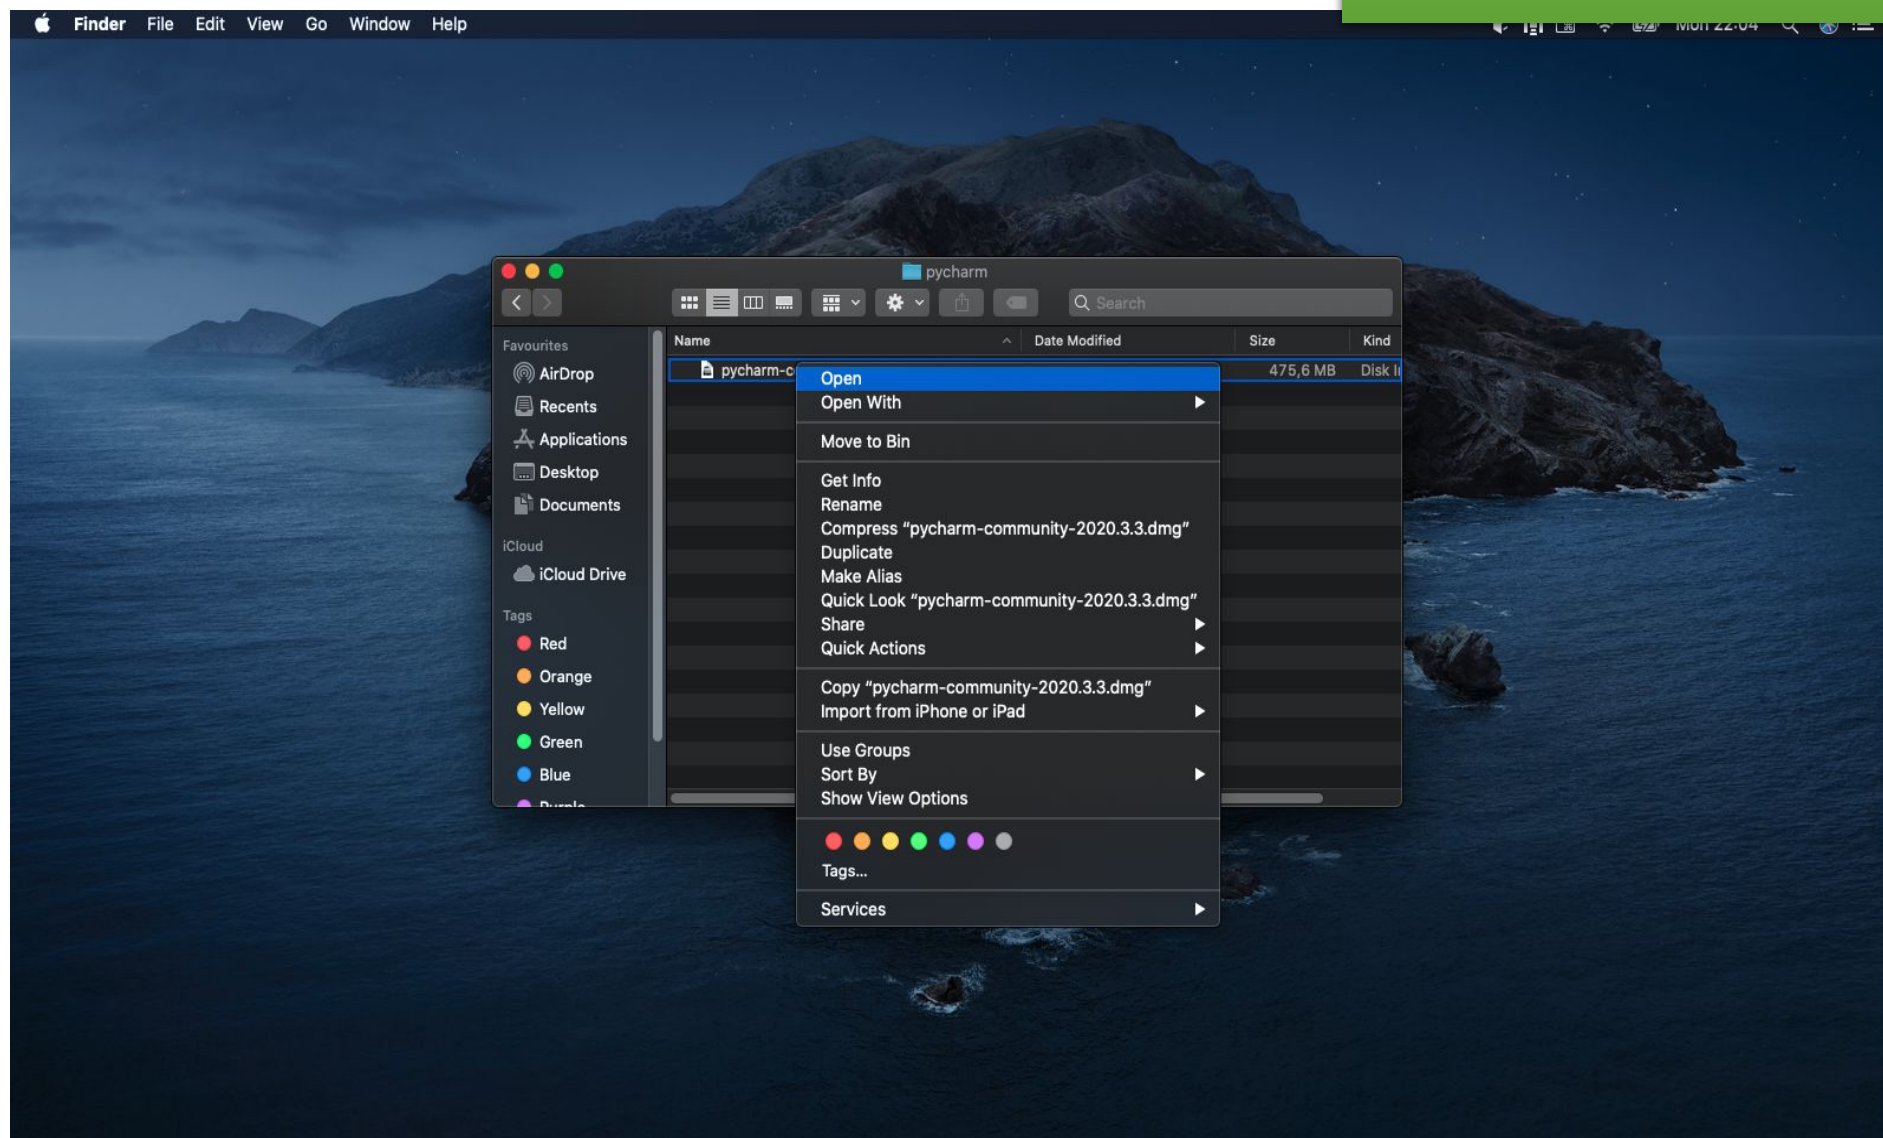 Finder File Edit View Go Window Help
Mon 22:04
pycharm
Search
Favourites
AirDrop
Recents
Applications
Desktop
Documents
iCloud
iCloud Drive
Tags
Red
Orange
Yellow
Green
Blue
Purple
Name Date Modified Size Kind
pycharm-c 475,6 MB Disk
Open
Open With
Move to Bin
Get Info
Rename
Compress “pycharm-community-2020.3.3.dmg”
Duplicate
Make Alias
Quick Look “pycharm-community-2020.3.3.dmg”
Share
Quick Actions
Copy “pycharm-community-2020.3.3.dmg”
Import from iPhone or iPad
Use Groups
Sort By
Show View Options
Tags...
Services